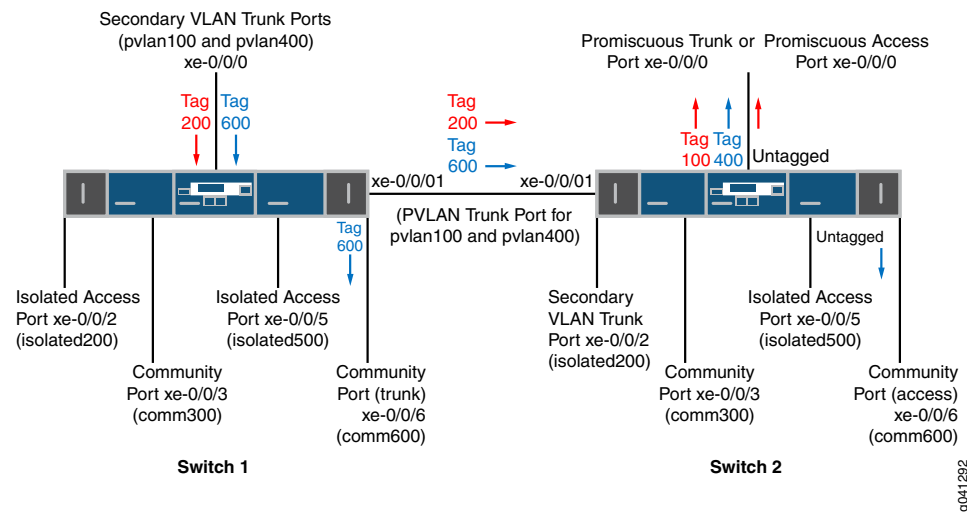 Secondary VLAN Trunk Ports
(pvlan100 and pvlan400)
xe-0/0/0
Promiscuous Trunk or
Port xe-0/0/0
Promiscuous Access
Port xe-0/0/0
Tag
200
Tag
600
Tag
200
Tag
600
Tag
100
Tag
400
Untagged
xe-0/0/01
xe-0/0/01
(PVLAN Trunk Port for
pvlan100 and pvlan400)
Tag
600
Untagged
Isolated Access
Port xe-0/0/2
(isolated200)
Isolated Access
Port xe-0/0/5
(isolated500)
Secondary
VLAN Trunk
Port xe-0/0/2
(isolated200)
Isolated Access
Port xe-0/0/5
(isolated500)
Community
Port xe-0/0/3
(comm300)
Community
Port (trunk)
xe-0/0/6
(comm600)
Community
Port xe-0/0/3
(comm300)
Community
Port (access)
xe-0/0/6
(comm600)
Switch 1
Switch 2
g041292